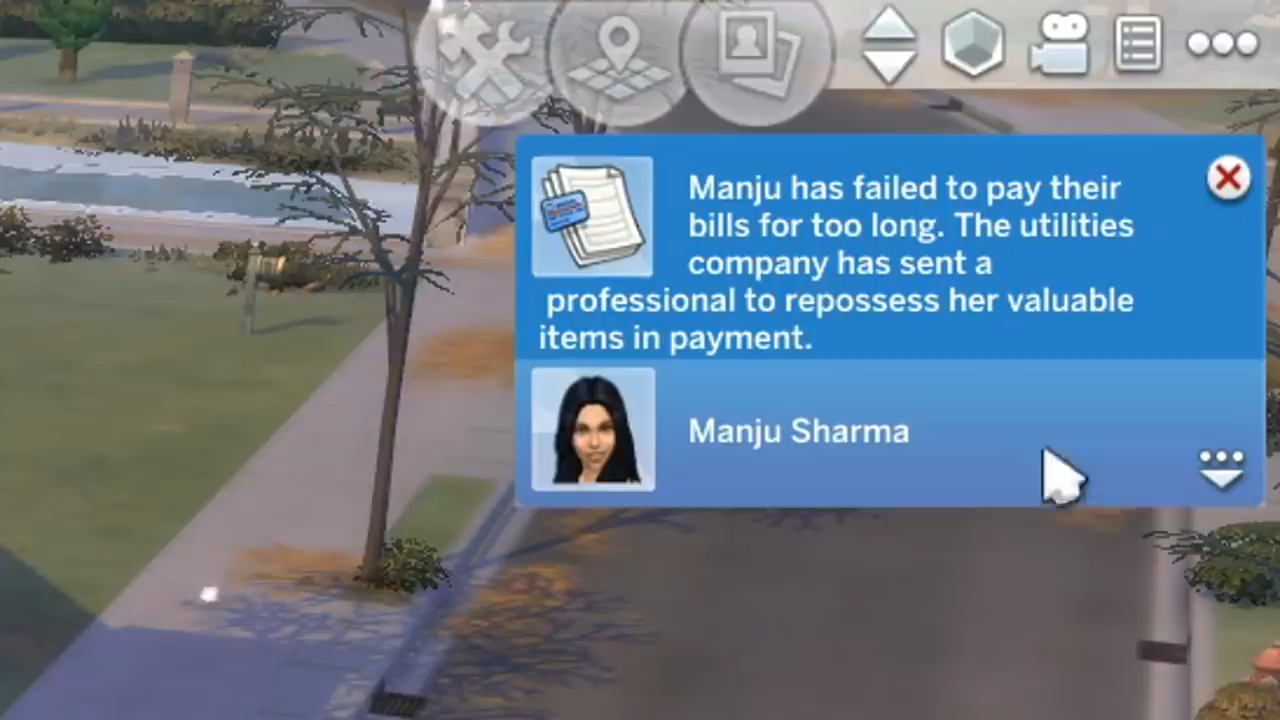 Manju has failed to pay their
bills for too long. The utilities
company has sent a
professional to repossess her valuable
items in payment.
Manju Sharma